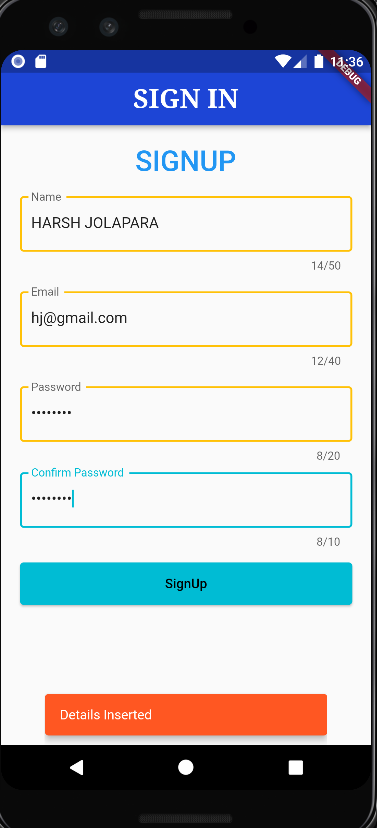 11:36
DEBUG
SIGN IN
SIGNUP
Name
HARSH JOLAPARA
14/50
Email
hj@gmail.com
12/40
Password
••••••••
8/20
Confirm Password
••••••••
8/10
SignUp
Details Inserted